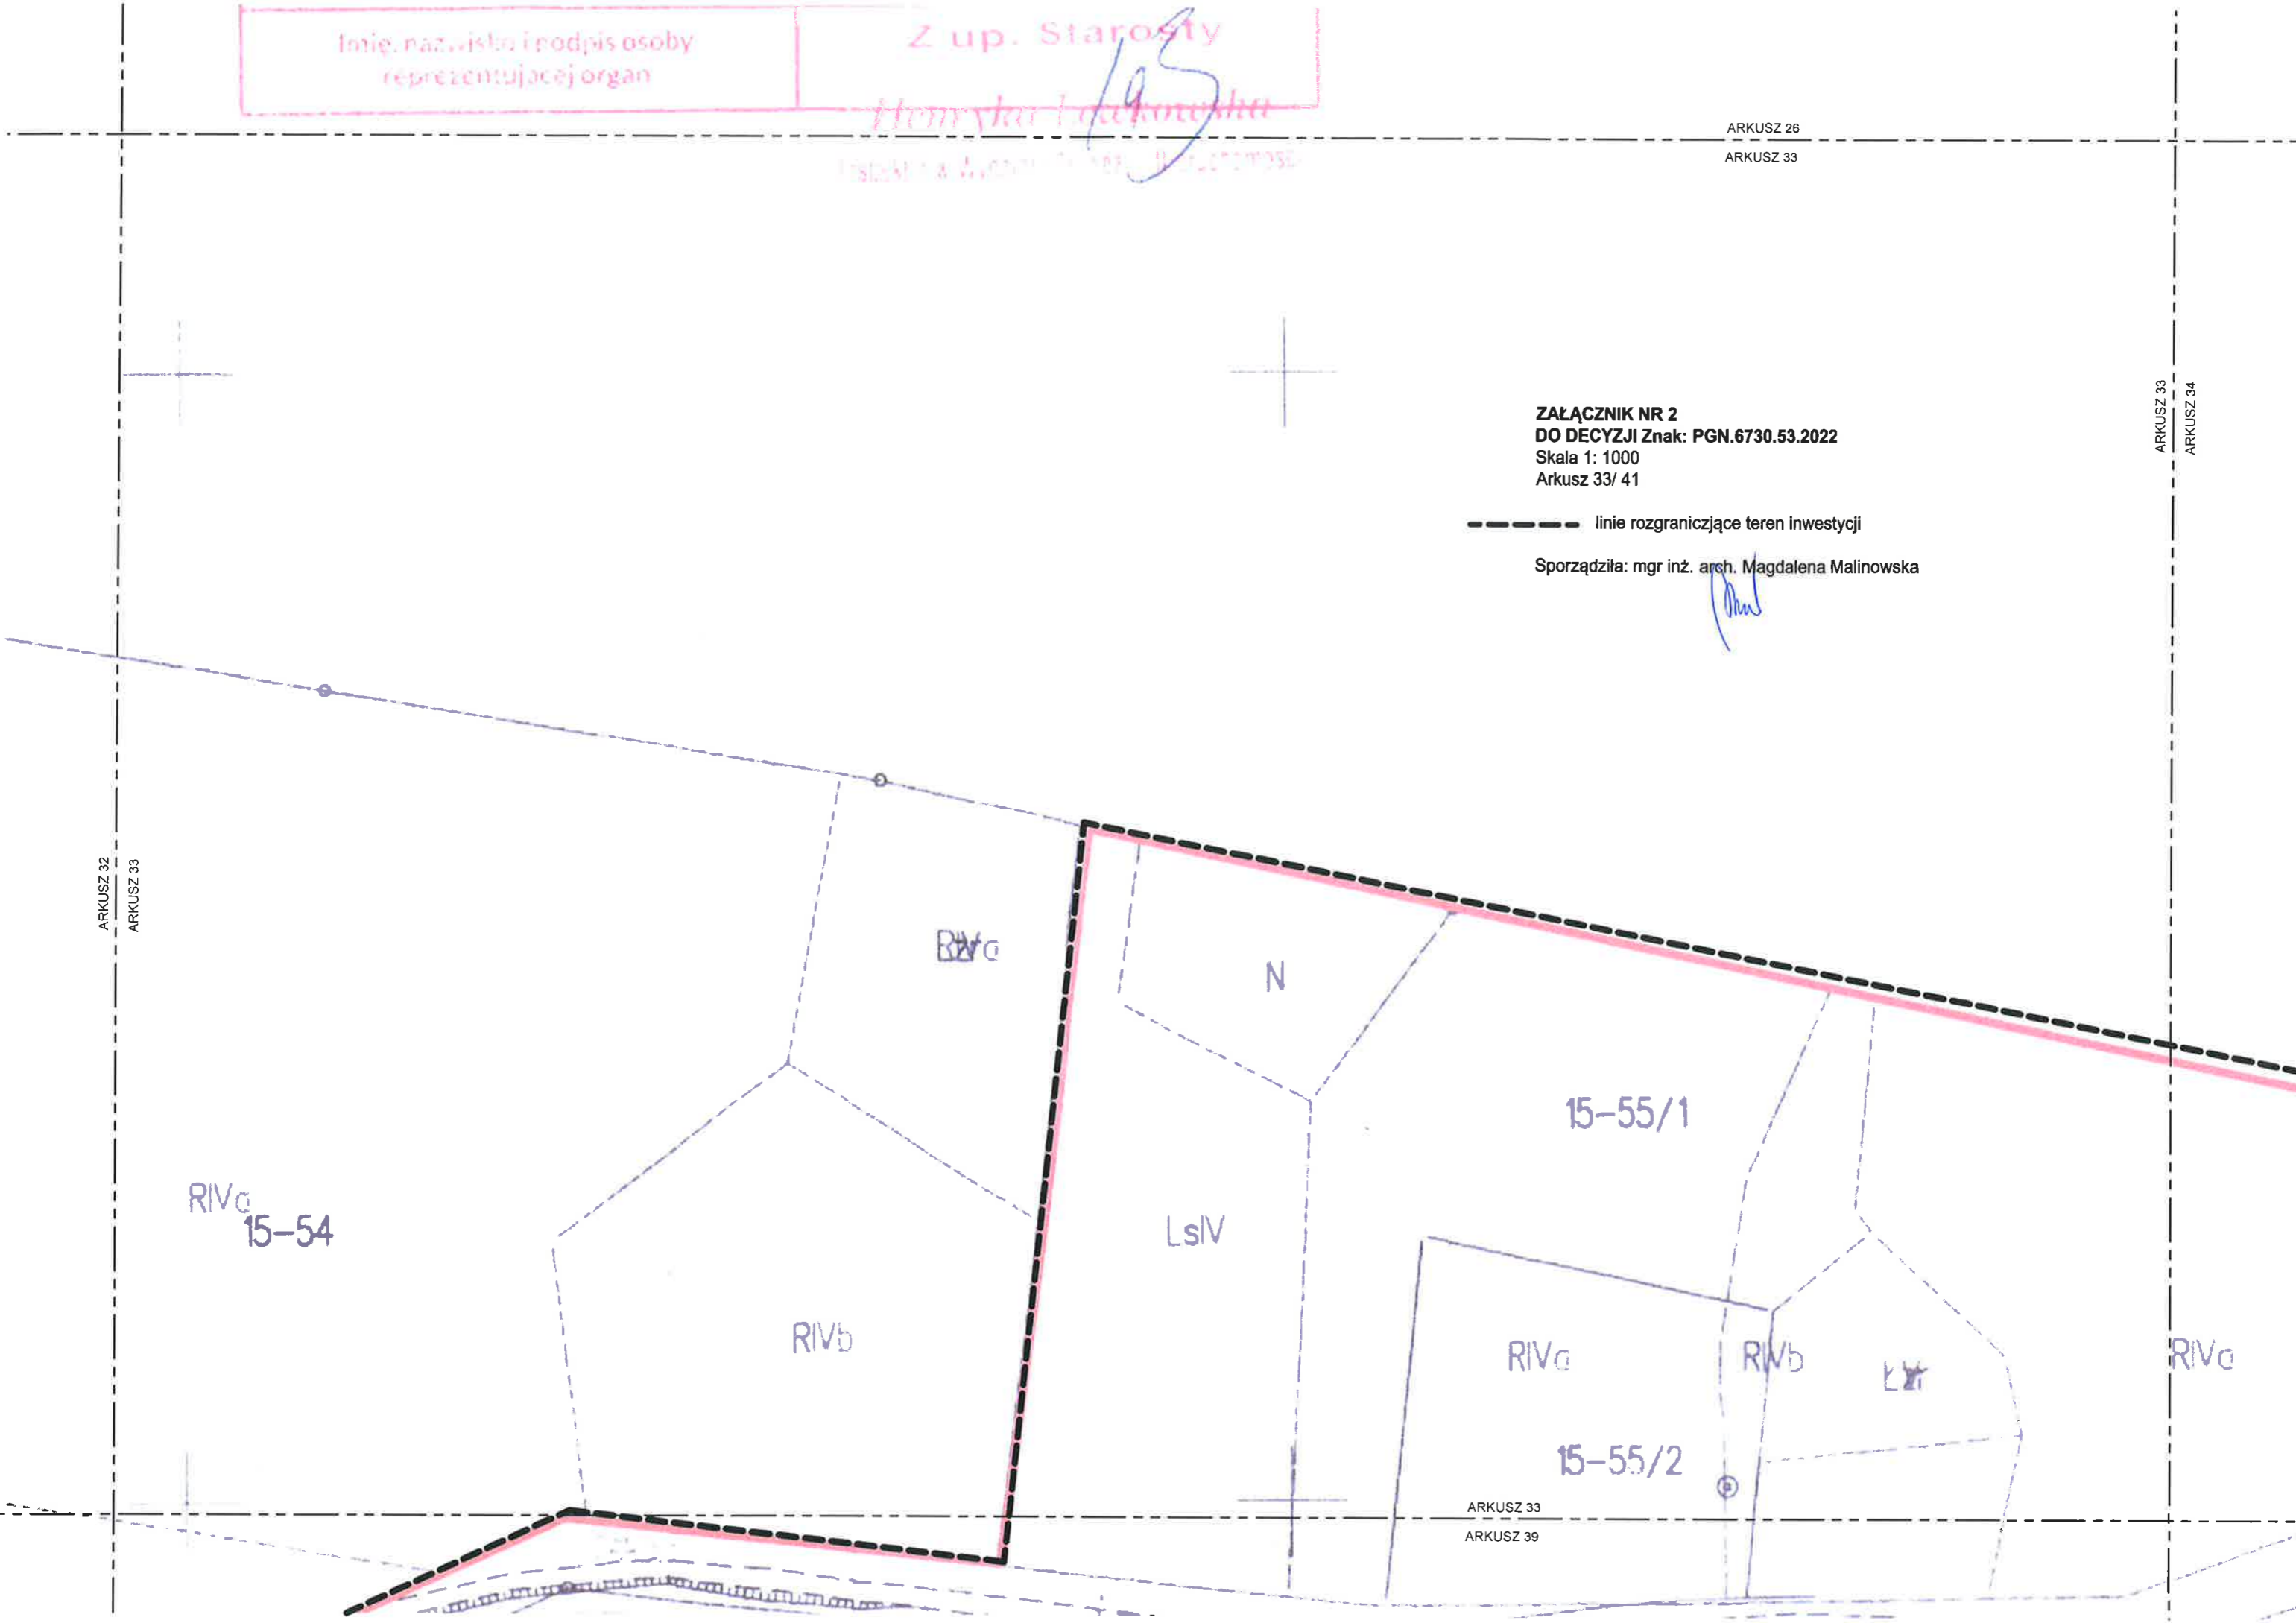 Imię, nazwisko i podpis osoby
reprezentującej organ
Z up. Starosty
ARKUSZ 26
ARKUSZ 33
ARKUSZ 33
ARKUSZ 34
ZAŁĄCZNIK NR 2
DO DECYZJI Znak: PGN.6730.53.2022
Skala 1: 1000
Arkusz 33/ 41
linie rozgraniczjące teren inwestycji
Sporządziła: mgr inż. arch. Magdalena Malinowska
ARKUSZ 32
ARKUSZ 33
N
15-55/1
RIVa
15-54
LsIV
RIVb
RIVa
RIVb
RIVa
15-55/2
ARKUSZ 33
ARKUSZ 39